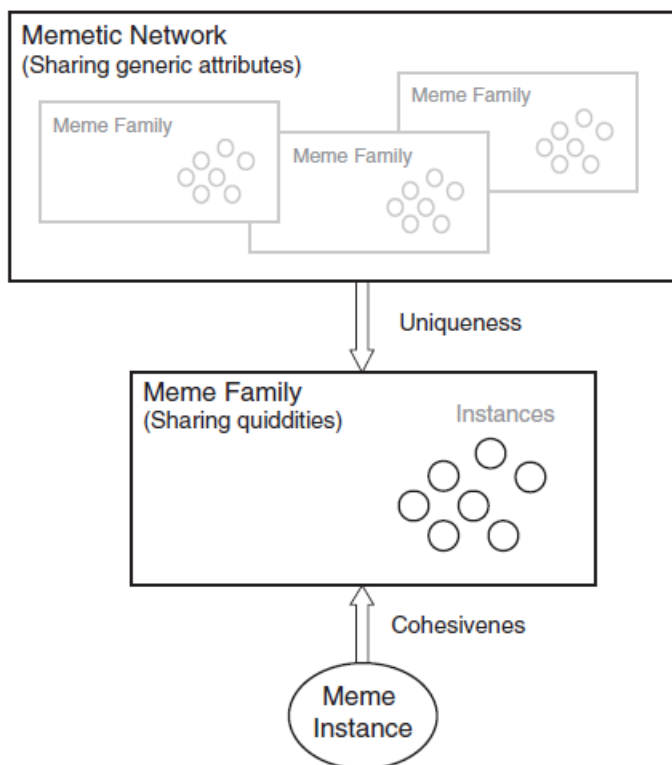 Memetic Network
(Sharing generic attributes)
Meme Family
Meme Family
Meme Family
Uniqueness
Meme Family
(Sharing quiddities)
Instances
Cohesivenes
Meme
Instance